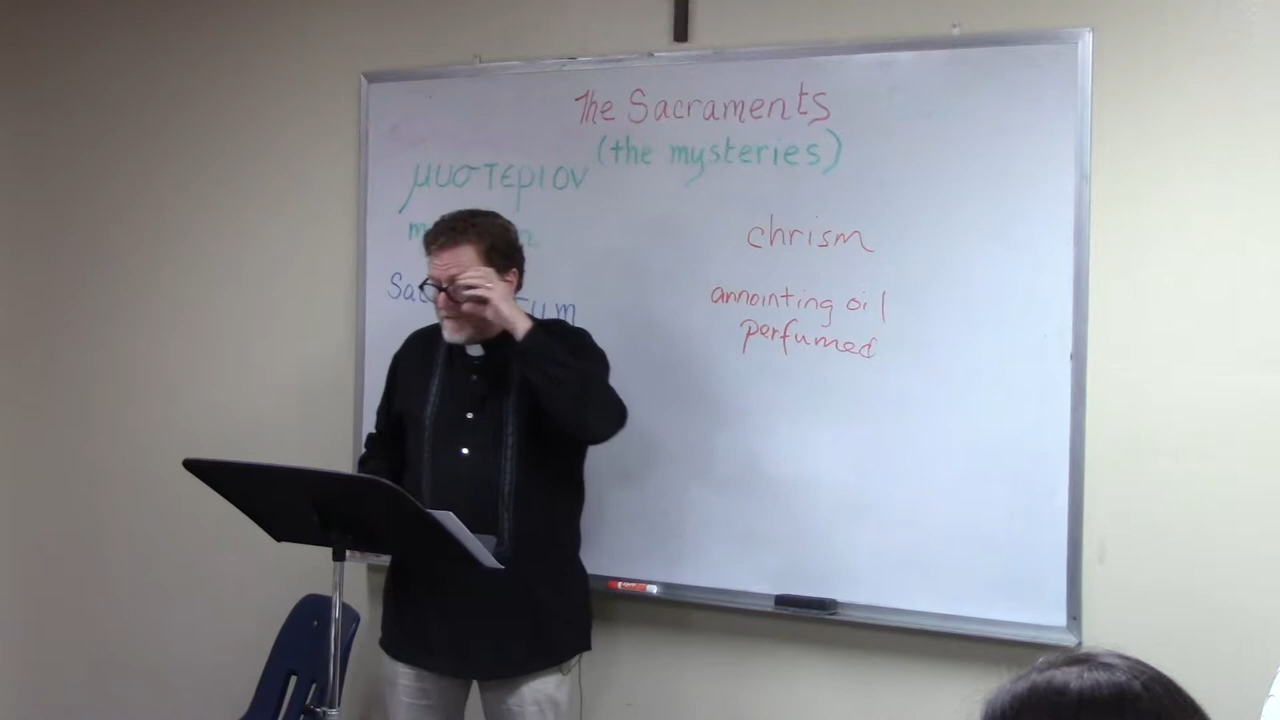 The Sacraments
(the mysteries)
μυστεριον
chrism
annointing oil
perfumed